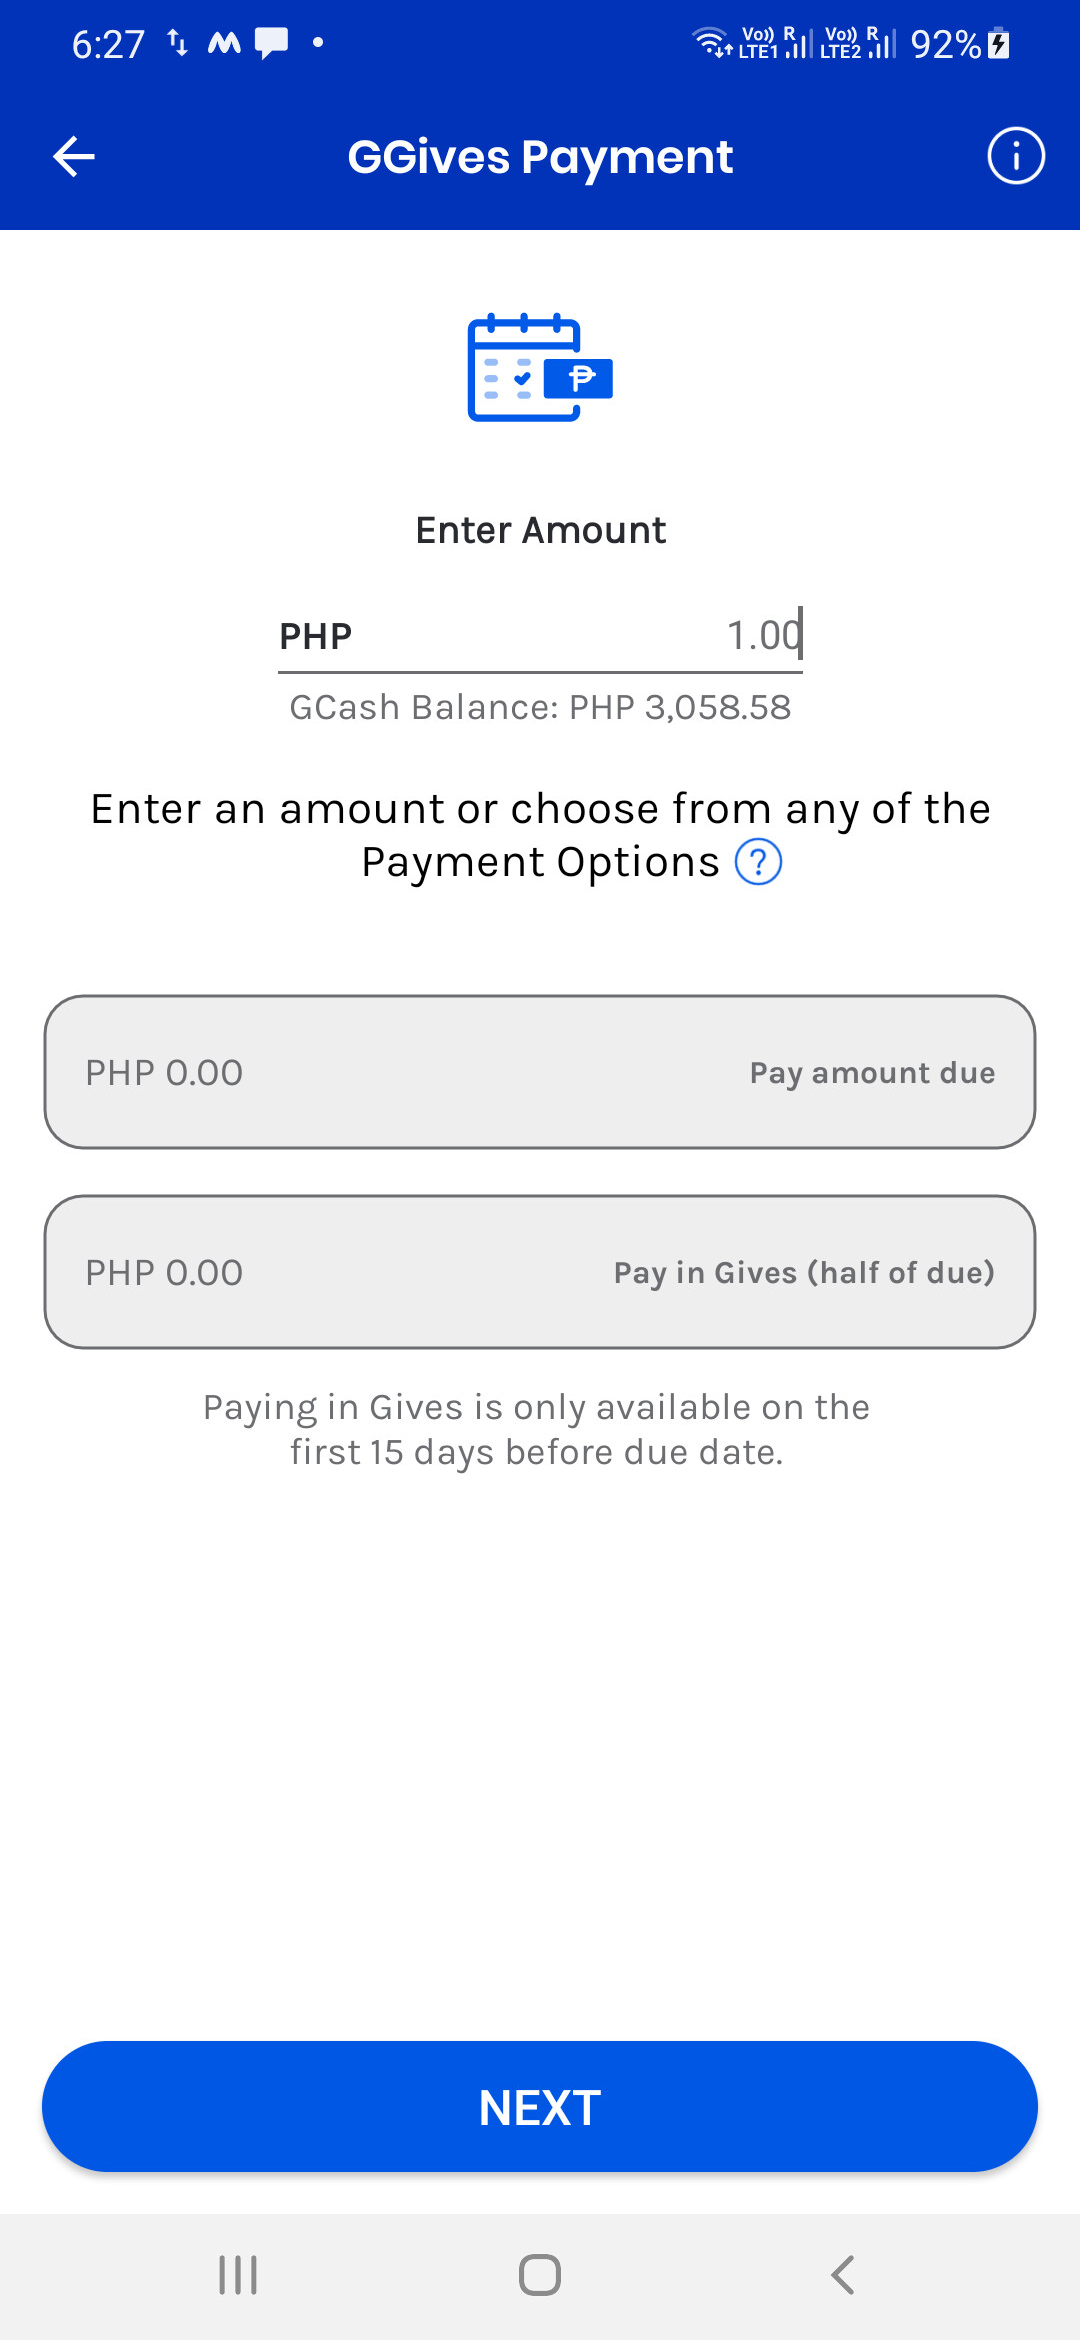 6:27 Vo)) R LTE1 Vo)) R LTE2 92%
GGives Payment
₱
Enter Amount
PHP 1.00
GCash Balance: PHP 3,058.58
Enter an amount or choose from any of the
Payment Options ?
PHP 0.00 Pay amount due
PHP 0.00 Pay in Gives (half of due)
Paying in Gives is only available on the
first 15 days before due date.
NEXT